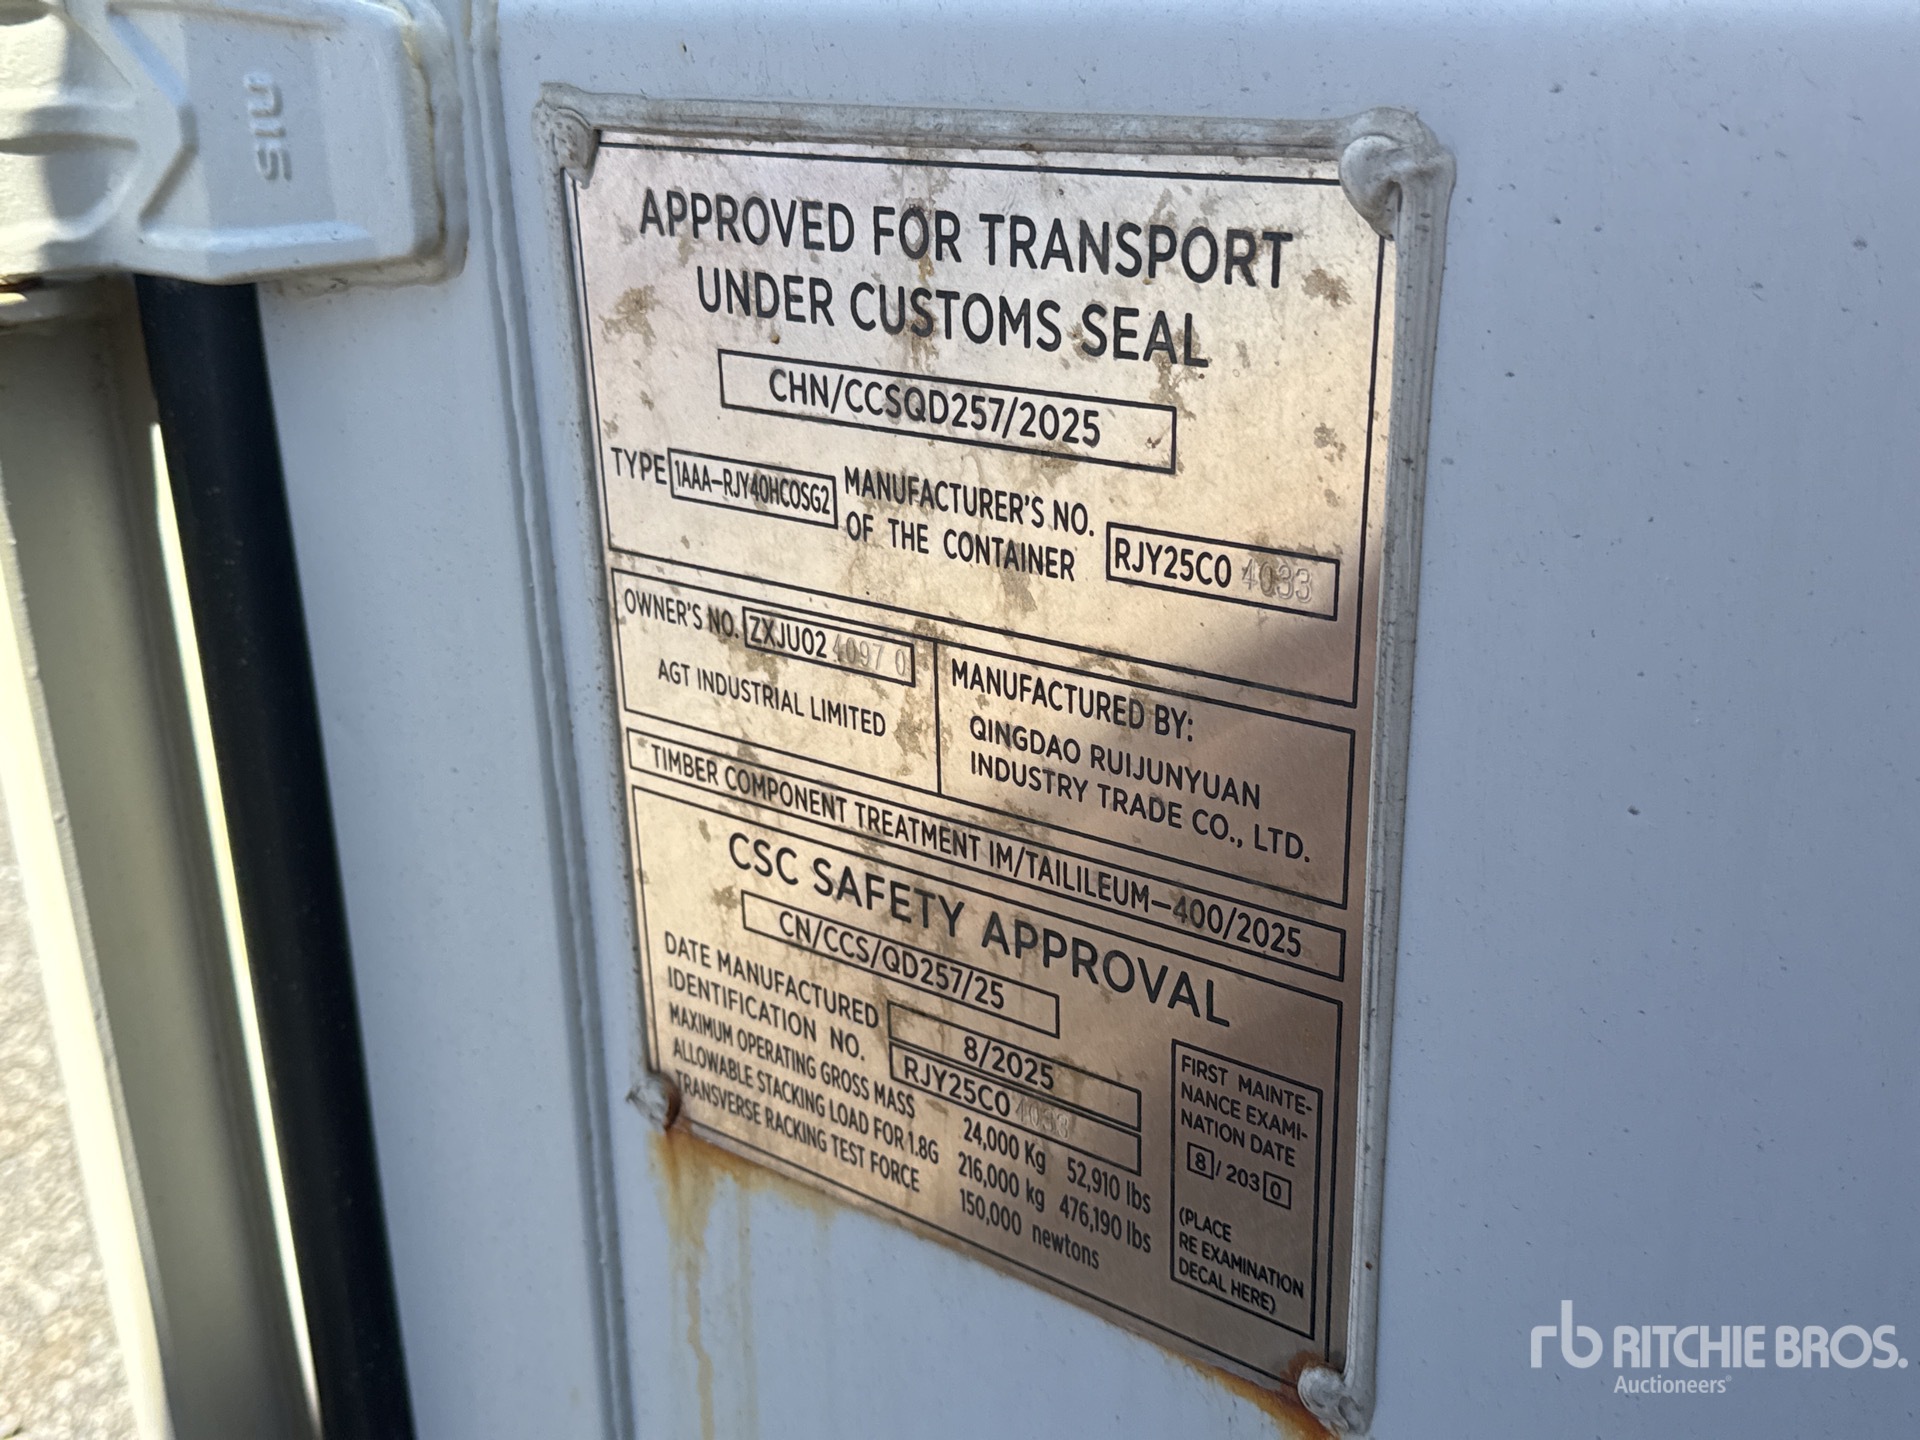 APPROVED FOR TRANSPORT
UNDER CUSTOMS SEAL
CHN/CCSQD257/2025
TYPE 1AAA-RJY40HCOSG2 MANUFACTURER'S NO.
OF THE CONTAINER RJY25C0 4033
OWNER'S NO. ZXJU02 4097 0
AGT INDUSTRIAL LIMITED
MANUFACTURED BY:
QINGDAO RUIJUNYUAN
INDUSTRY TRADE CO., LTD.
TIMBER COMPONENT TREATMENT IM/TAILILEUM-400/2025
CSC SAFETY APPROVAL
CN/CCS/QD257/25
DATE MANUFACTURED 8/2025
IDENTIFICATION NO. RJY25C0 4033
MAXIMUM OPERATING GROSS MASS 24,000 Kg 52,910 lbs
ALLOWABLE STACKING LOAD FOR 1.8G 216,000 kg 476,190 lbs
TRANSVERSE RACKING TEST FORCE 150,000 newtons
FIRST MAINTE-
NANCE EXAMI-
NATION DATE
8 / 203 0
(PLACE
RE EXAMINATION
DECAL HERE)
rb RITCHIE BROS.
Auctioneers